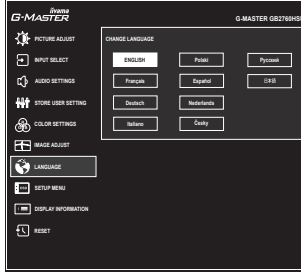 iiyama
G-MASTER
G-MASTER GB2760HSU
PICTURE ADJUST
INPUT SELECT
AUDIO SETTINGS
STORE USER SETTING
COLOR SETTINGS
IMAGE ADJUST
LANGUAGE
SETUP MENU
DISPLAY INFORMATION
RESET
CHANGE LANGUAGE
ENGLISH
Polski
Русский
Français
Español
日本語
Deutsch
Nederlands
Italiano
Česky